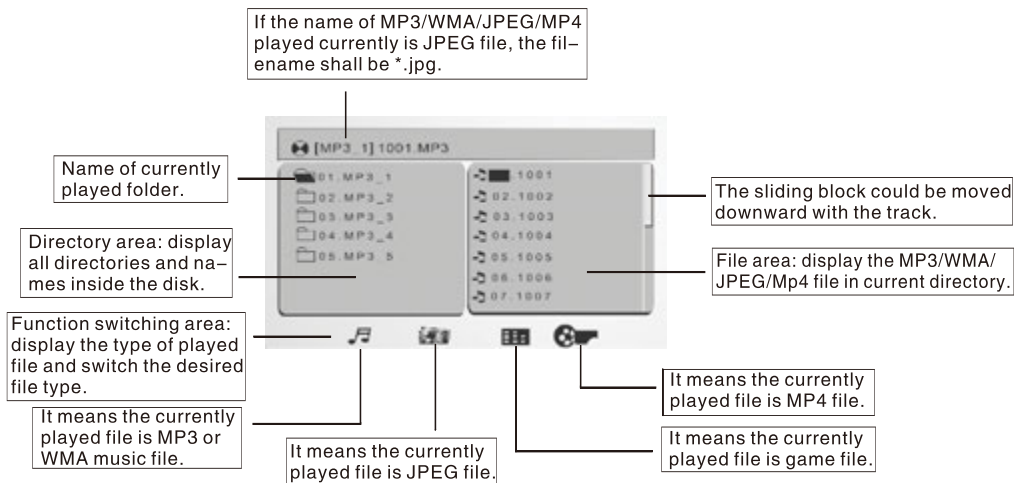 If the name of MP3/WMA/JPEG/MP4
played currently is JPEG file, the fil–
ename shall be *.jpg.
[MP3_1] 1001.MP3
Name of currently
played folder.
01.MP3_1
02.MP3_2
03.MP3_3
04.MP3_4
05.MP3_5
.1001
02.1002
03.1003
04.1004
05.1005
06.1006
07.1007
The sliding block could be moved
downward with the track.
Directory area: display
all directories and na–
mes inside the disk.
File area: display the MP3/WMA/
JPEG/Mp4 file in current directory.
Function switching area:
display the type of played
file and switch the desired
file type.
It means the currently
played file is MP4 file.
It means the currently
played file is MP3 or
WMA music file.
It means the currently
played file is JPEG file.
It means the currently
played file is game file.